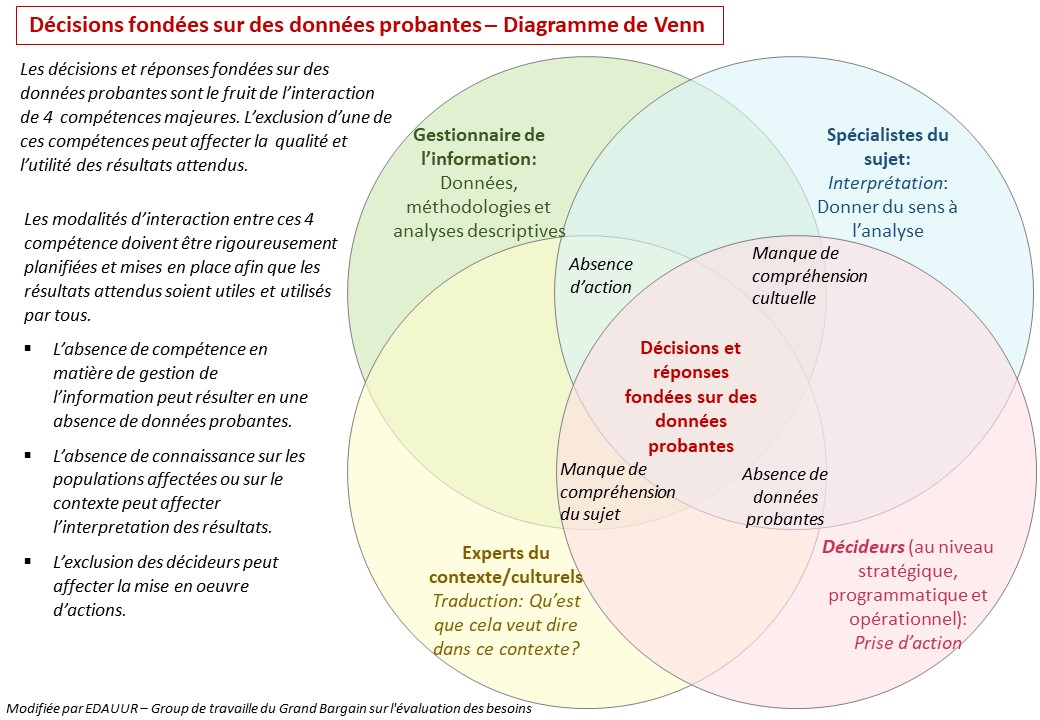 Décisions fondées sur des données probantes – Diagramme de Venn
Les décisions et réponses fondées sur des
données probantes sont le fruit de l'interaction
de 4 compétences majeures. L'exclusion d'une de
ces compétences peut affecter la qualité et
l'utilité des résultats attendus.
Les modalités d'interaction entre ces 4
compétence doivent être rigoureusement
planifiées et mises en place afin que les
résultats attendus soient utiles et utilisés
par tous.
▪ L'absence de compétence en
matière de gestion de
l'information peut résulter en une
absence de données probantes.
▪ L'absence de connaissance sur les
populations affectées ou sur le
contexte peut affecter
l'interpretation des résultats.
▪ L'exclusion des décideurs peut
affecter la mise en oeuvre
d'actions.
Gestionnaire de
l'information:
Données,
méthodologies et
analyses descriptives
Spécialistes du
sujet:
Interprétation:
Donner du sens à
l'analyse
Absence
d'action
Manque de
compréhension
cultuelle
Décisions et
réponses
fondées sur des
données
probantes
Manque de
compréhension
du sujet
Absence de
données
probantes
Experts du
contexte/culturels
Traduction: Qu'est
que cela veut dire
dans ce contexte?
Décideurs (au niveau
stratégique,
programmatique et
opérationnel):
Prise d'action
Modifiée par EDAUUR – Group de travaille du Grand Bargain sur l'évaluation des besoins